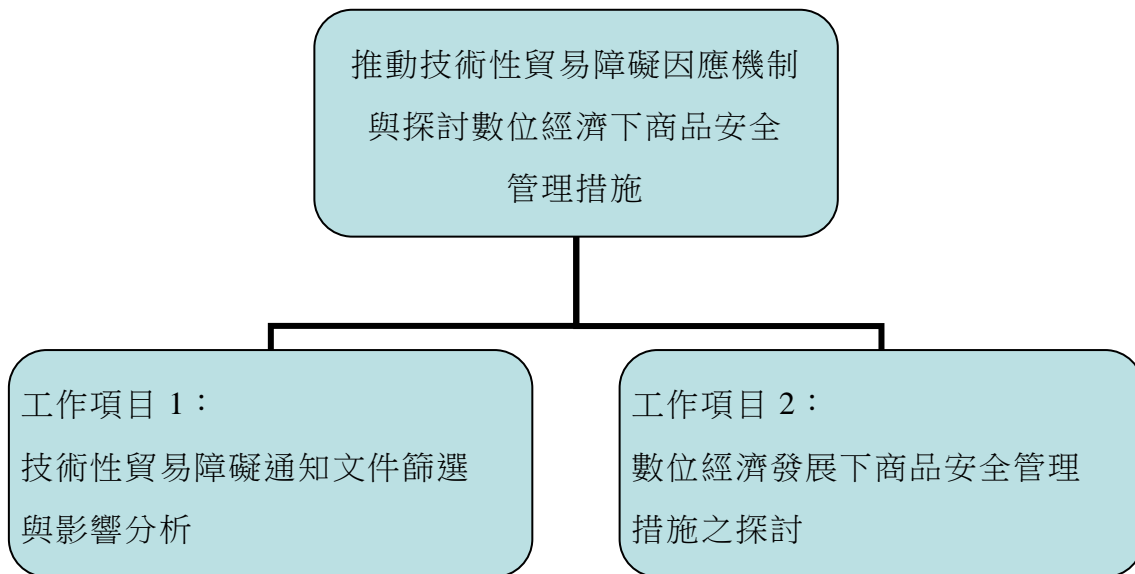 推動技術性貿易障礙因應機制
與探討數位經濟下商品安全
管理措施
工作項目 1：
技術性貿易障礙通知文件篩選
與影響分析
工作項目 2：
數位經濟發展下商品安全管理
措施之探討